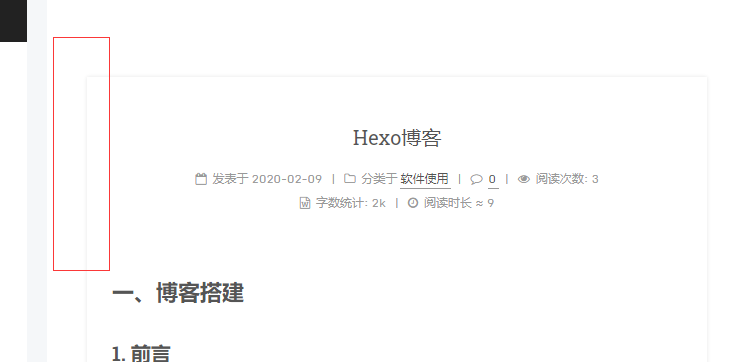 Hexo博客
发表于 2020-02-09 | 分类于 软件使用 | 0 | 阅读次数: 3
字数统计: 2k | 阅读时长 ≈ 9
一、博客搭建
1. 前言